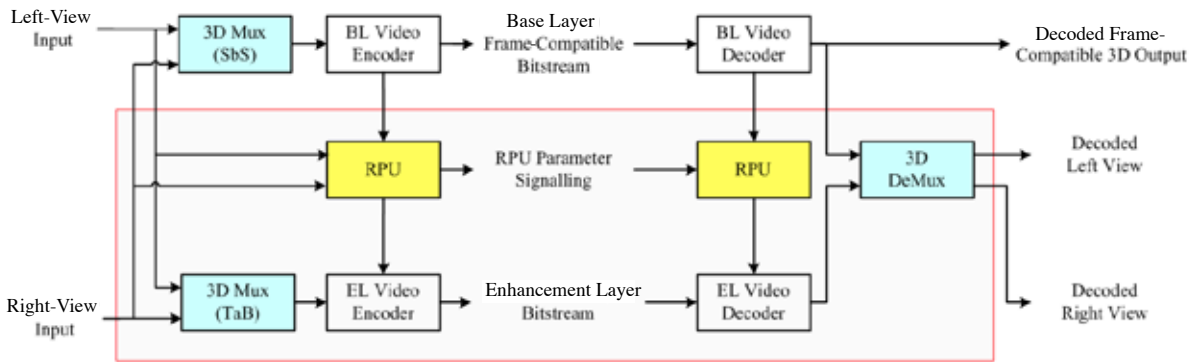 Left-View
Input
3D Mux
(SbS)
BL Video
Encoder
Base Layer
Frame-Compatible
Bitstream
BL Video
Decoder
Decoded Frame-
Compatible 3D Output
RPU
RPU Parameter
Signalling
RPU
3D
DeMux
Decoded
Left View
Right-View
Input
3D Mux
(TaB)
EL Video
Encoder
Enhancement Layer
Bitstream
EL Video
Decoder
Decoded
Right View